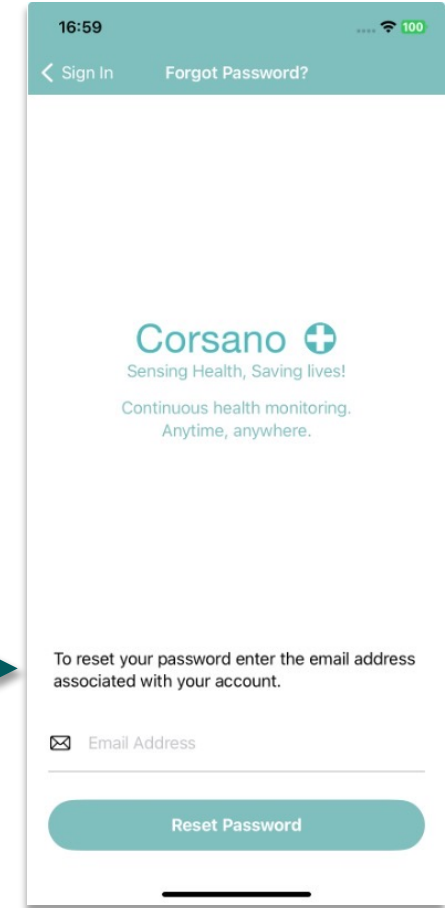 16:59
100
Sign In
Forgot Password?
Corsano
Sensing Health, Saving lives!
Continuous health monitoring.
Anytime, anywhere.
To reset your password enter the email address
associated with your account.
Email Address
Reset Password